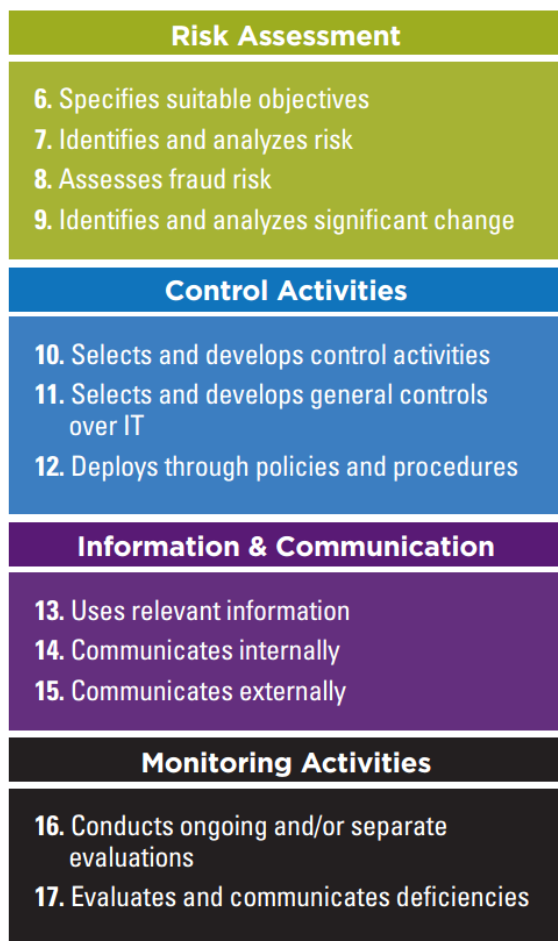 Risk Assessment
6. Specifies suitable objectives
7. Identifies and analyzes risk
8. Assesses fraud risk
9. Identifies and analyzes significant change
Control Activities
10. Selects and develops control activities
11. Selects and develops general controls
over IT
12. Deploys through policies and procedures
Information & Communication
13. Uses relevant information
14. Communicates internally
15. Communicates externally
Monitoring Activities
16. Conducts ongoing and/or separate
evaluations
17. Evaluates and communicates deficiencies